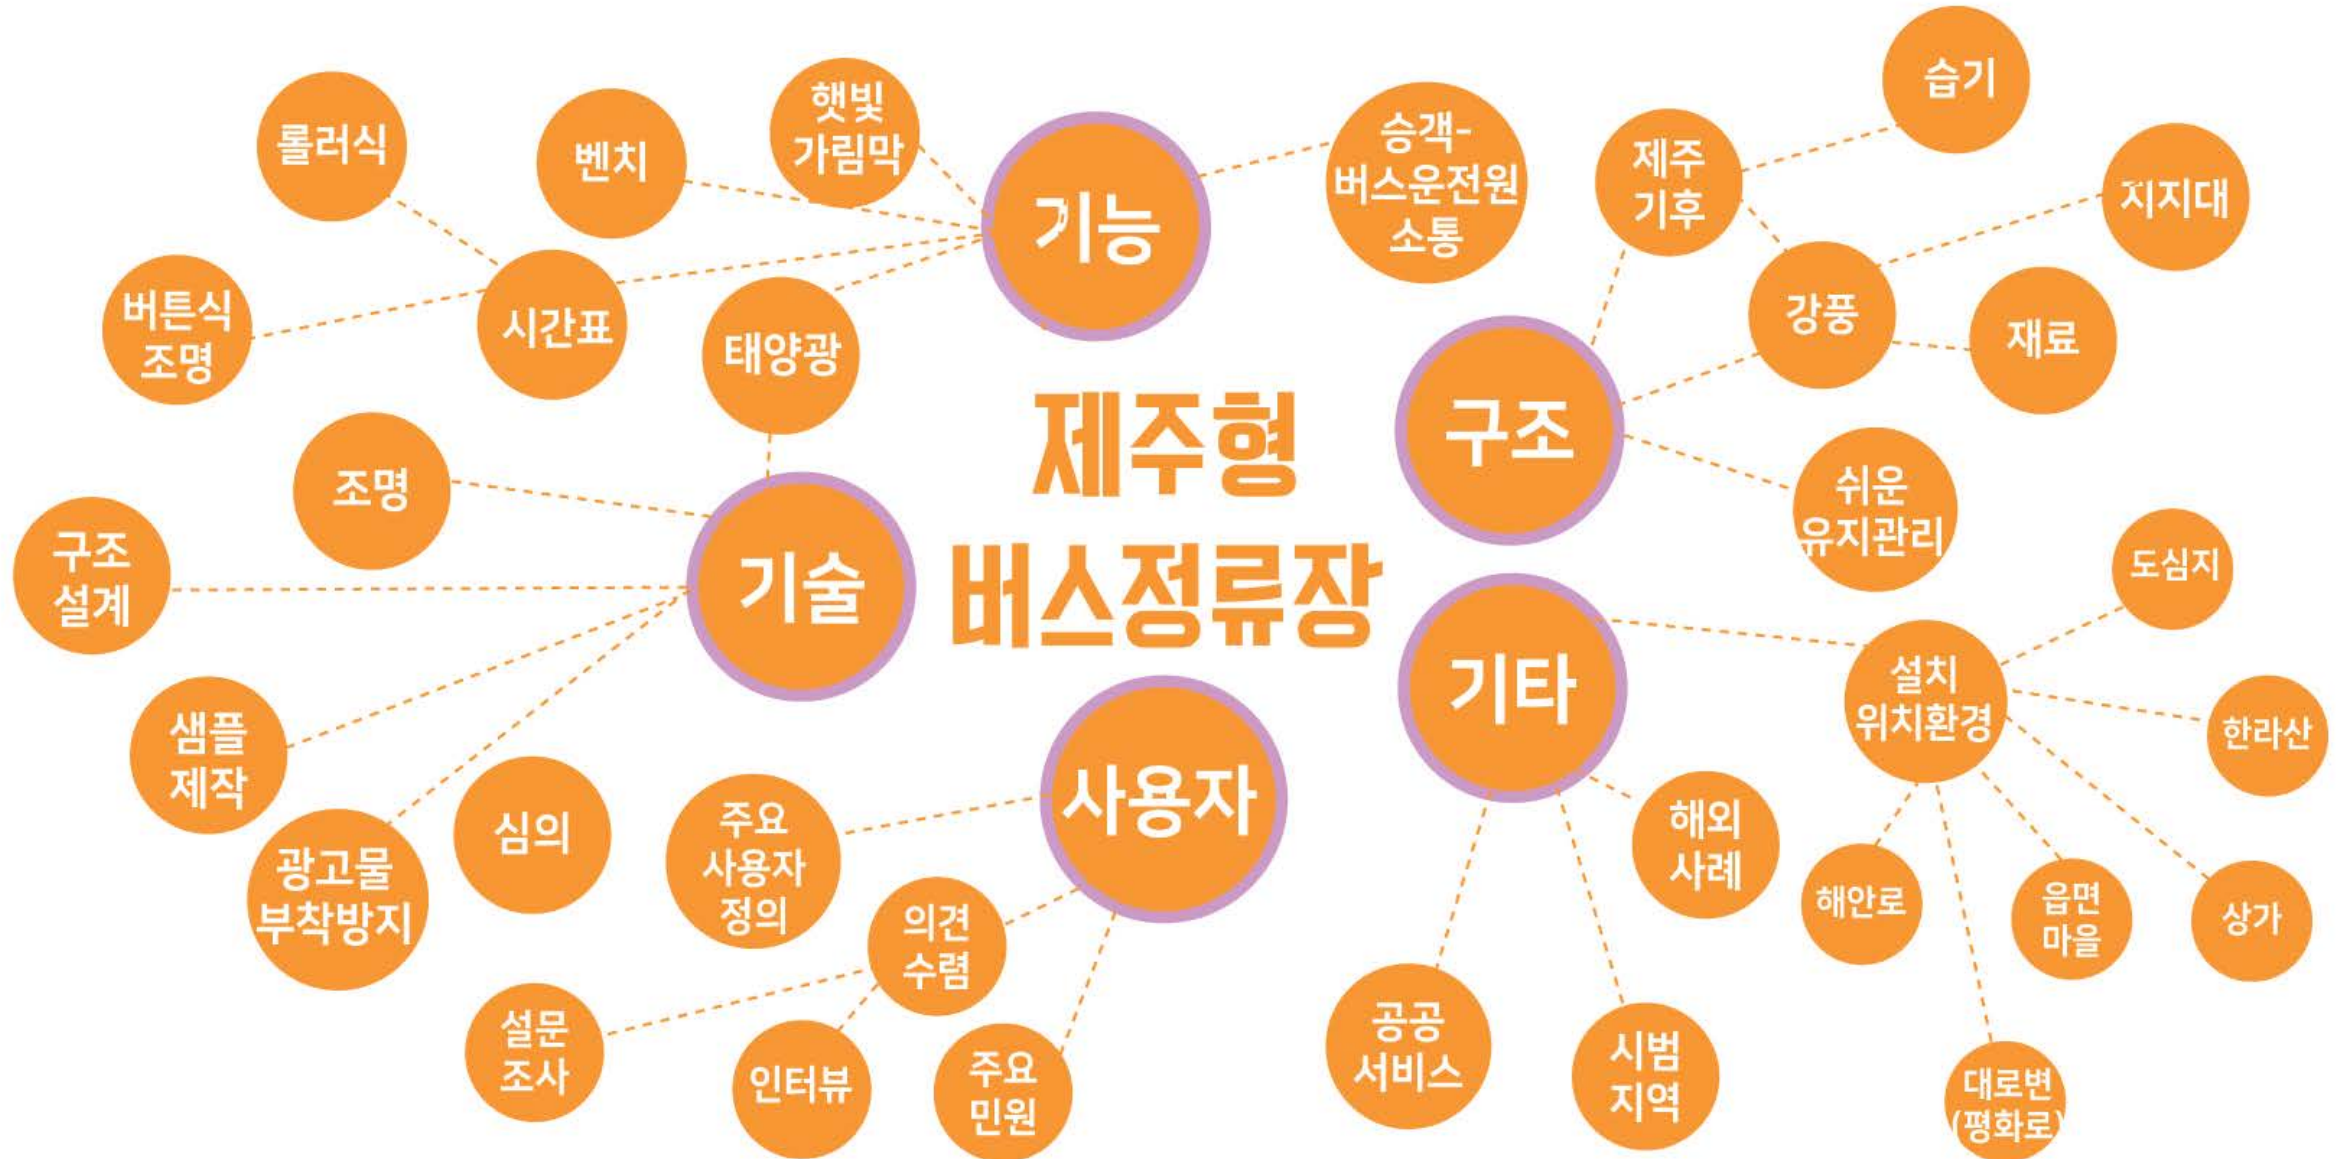 제주형
버스정류장
기능
햇빛
가림막
벤치
시간표
롤러식
버튼식
조명
태양광
승객-
버스운전원
소통
구조
제주
기후
습기
강풍
지지대
재료
쉬운
유지관리
기술
조명
구조
설계
샘플
제작
광고물
부착방지
심의
사용자
주요
사용자
정의
의견
수렴
설문
조사
인터뷰
주요
민원
기타
설치
위치환경
도심지
한라산
상가
읍면
마을
해안로
대로변
(평화로)
해외
사례
시범
지역
공공
서비스